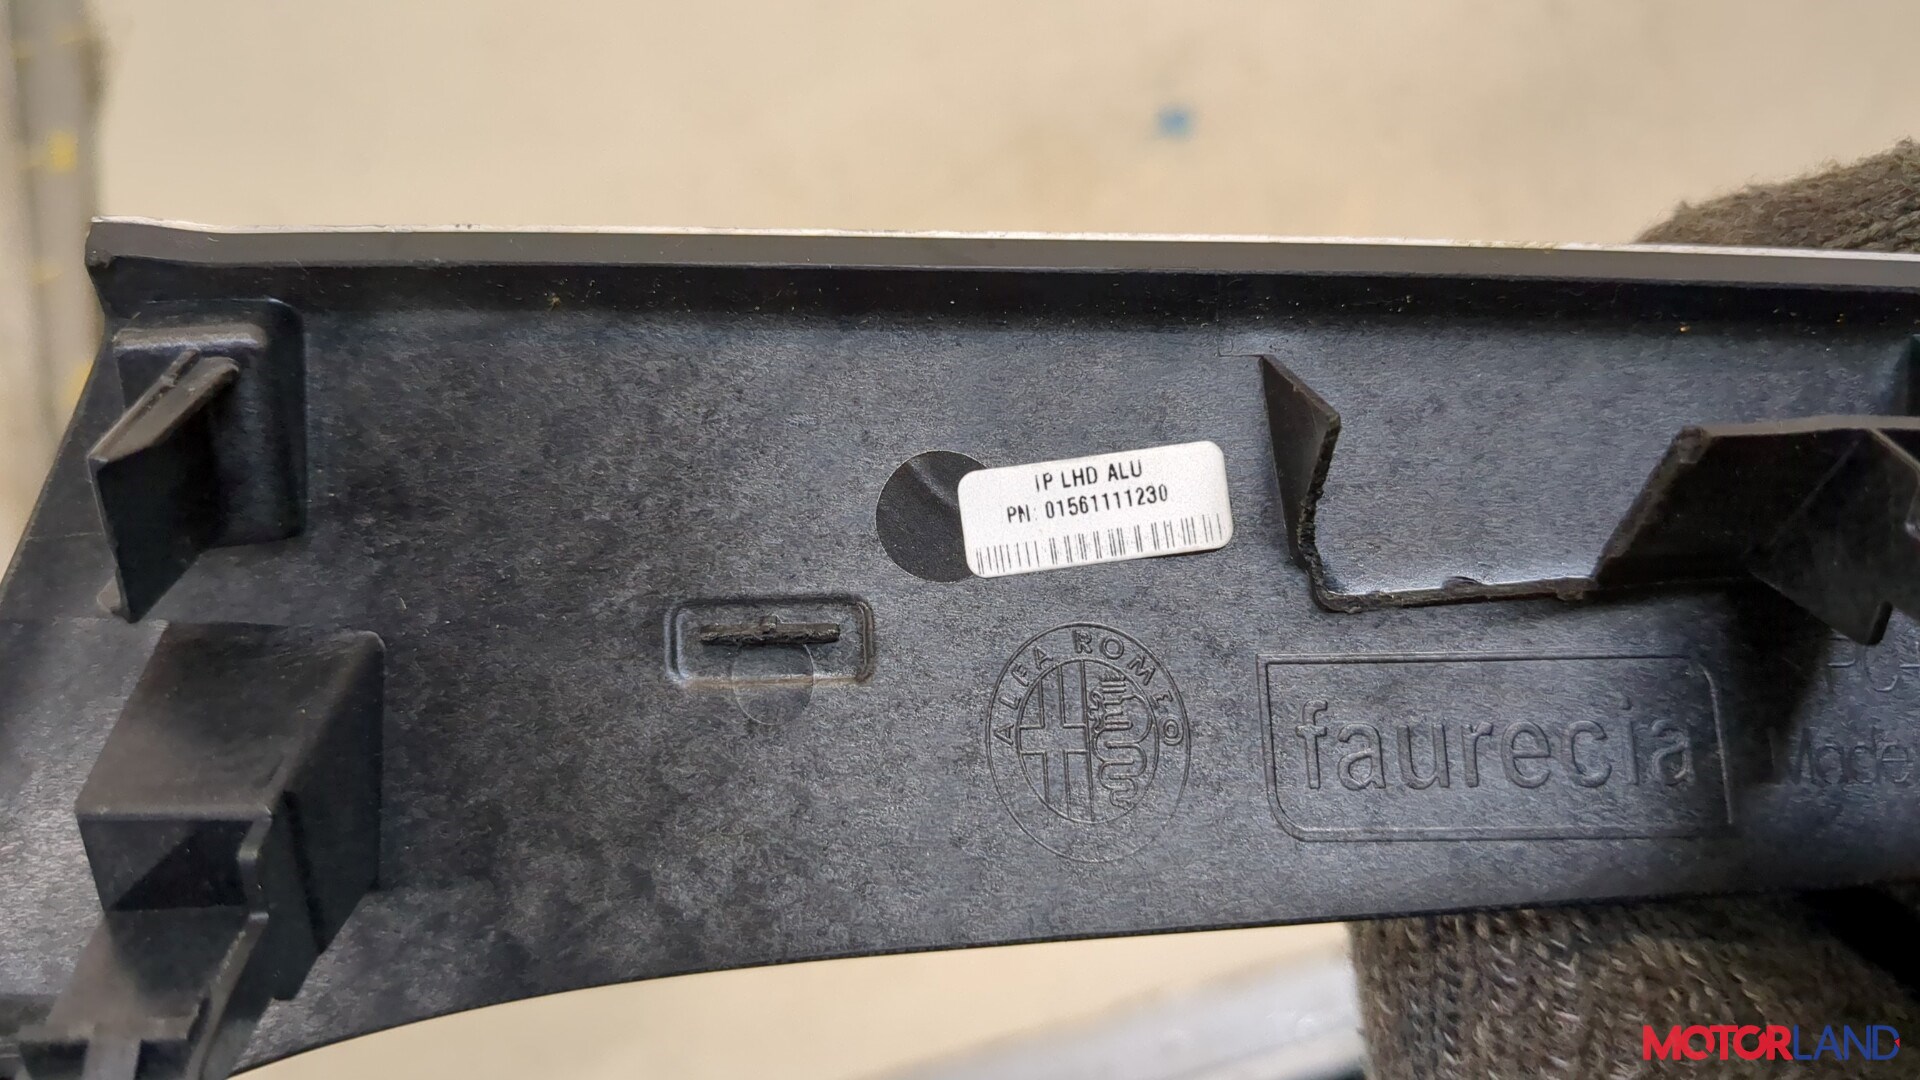 IP LHD ALU
PN: 01561111230
ALFA ROMEO
faurecia
MOTORLAND